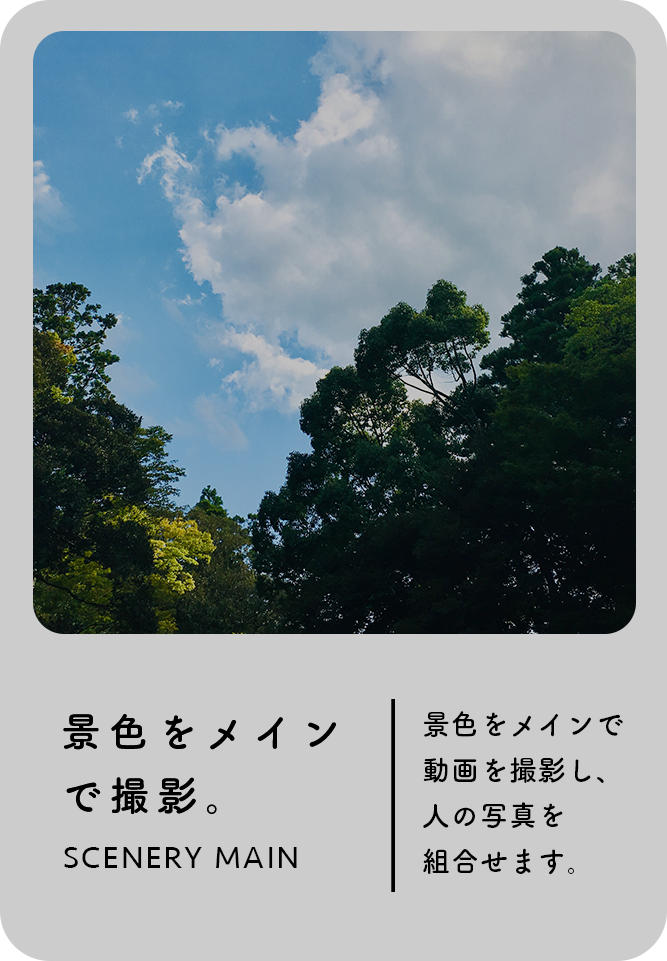 景色をメイン
で撮影。
SCENERY MAIN
景色をメインで
動画を撮影し、
人の写真を
組合せます。